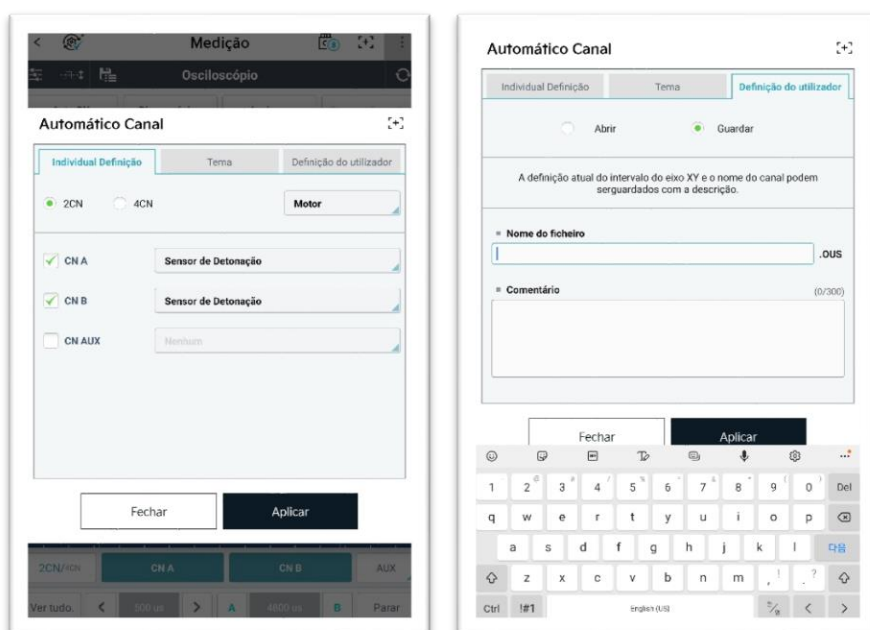 Medição
Osciloscópio
Automático Canal
Individual Definição Tema Definição do utilizador
2CN 4CN Motor
CN A Sensor de Detonação
CN B Sensor de Detonação
CN AUX Nenhum
Fechar Aplicar
2CN/4CN CN A CN B AUX
Ver tudo. 500 us A 4800 us B Parar
Automático Canal
Individual Definição Tema Definição do utilizador
Abrir Guardar
A definição atual do intervalo do eixo XY e o nome do canal podem
serguardados com a descrição.
Nome do ficheiro
.OUS
Comentário (0/300)
Fechar Aplicar
1 2 3 4 5 6 7 8 9 0 Del
q w e r t y u i o p
a s d f g h j k l 다음
z x c v b n m , ! . ?
Ctrl !#1 English (US) 한/영